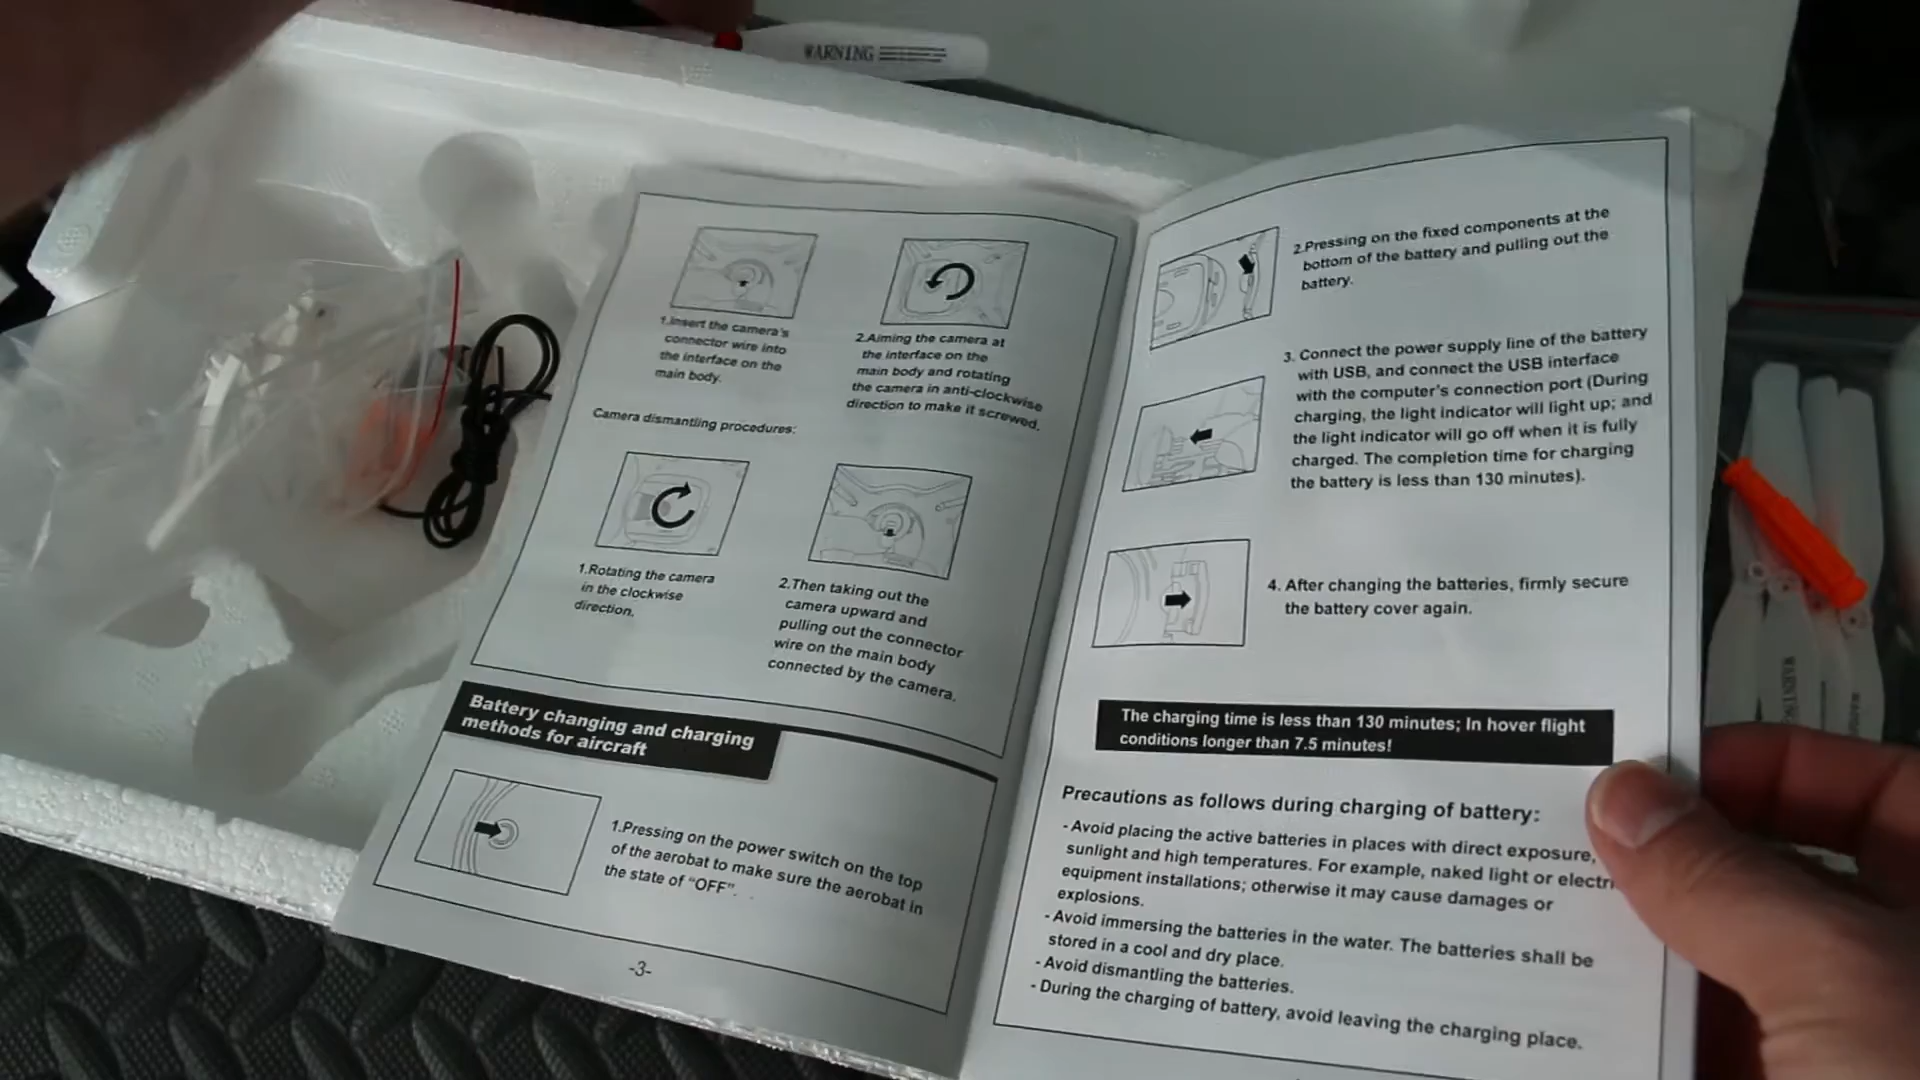 WARNING
1.Insert the camera's
connector wire into
the interface on the
main body.
2.Aiming the camera at
the interface on the
main body and rotating
the camera in anti-clockwise
direction to make it screwed.
Camera dismantling procedures:
1.Rotating the camera
in the clockwise
direction.
2.Then taking out the
camera upward and
pulling out the connector
wire on the main body
connected by the camera.
Battery changing and charging
methods for aircraft
1.Pressing on the power switch on the top
of the aerobat to make sure the aerobat in
the state of "OFF".
-3-
2.Pressing on the fixed components at the
bottom of the battery and pulling out the
battery.
3. Connect the power supply line of the battery
with USB, and connect the USB interface
with the computer's connection port (During
charging, the light indicator will light up; and
the light indicator will go off when it is fully
charged. The completion time for charging
the battery is less than 130 minutes).
4. After changing the batteries, firmly secure
the battery cover again.
The charging time is less than 130 minutes; In hover flight
conditions longer than 7.5 minutes!
Precautions as follows during charging of battery:
- Avoid placing the active batteries in places with direct exposure,
sunlight and high temperatures. For example, naked light or electri
equipment installations; otherwise it may cause damages or
explosions.
- Avoid immersing the batteries in the water. The batteries shall be
stored in a cool and dry place.
- Avoid dismantling the batteries.
- During the charging of battery, avoid leaving the charging place.
WARNING